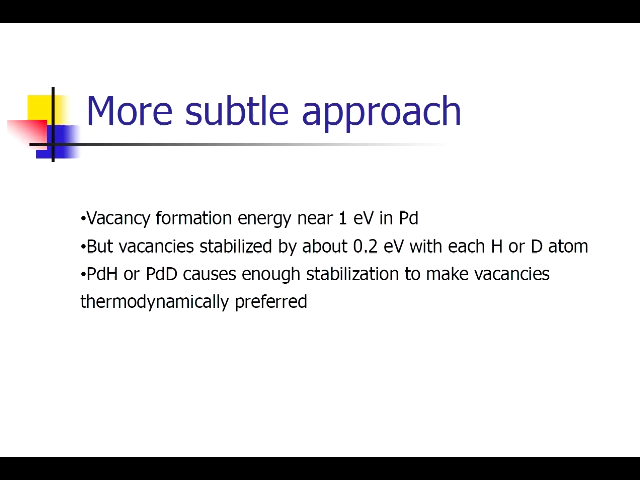 More subtle approach
•Vacancy formation energy near 1 eV in Pd
•But vacancies stabilized by about 0.2 eV with each H or D atom
•PdH or PdD causes enough stabilization to make vacancies
thermodynamically preferred